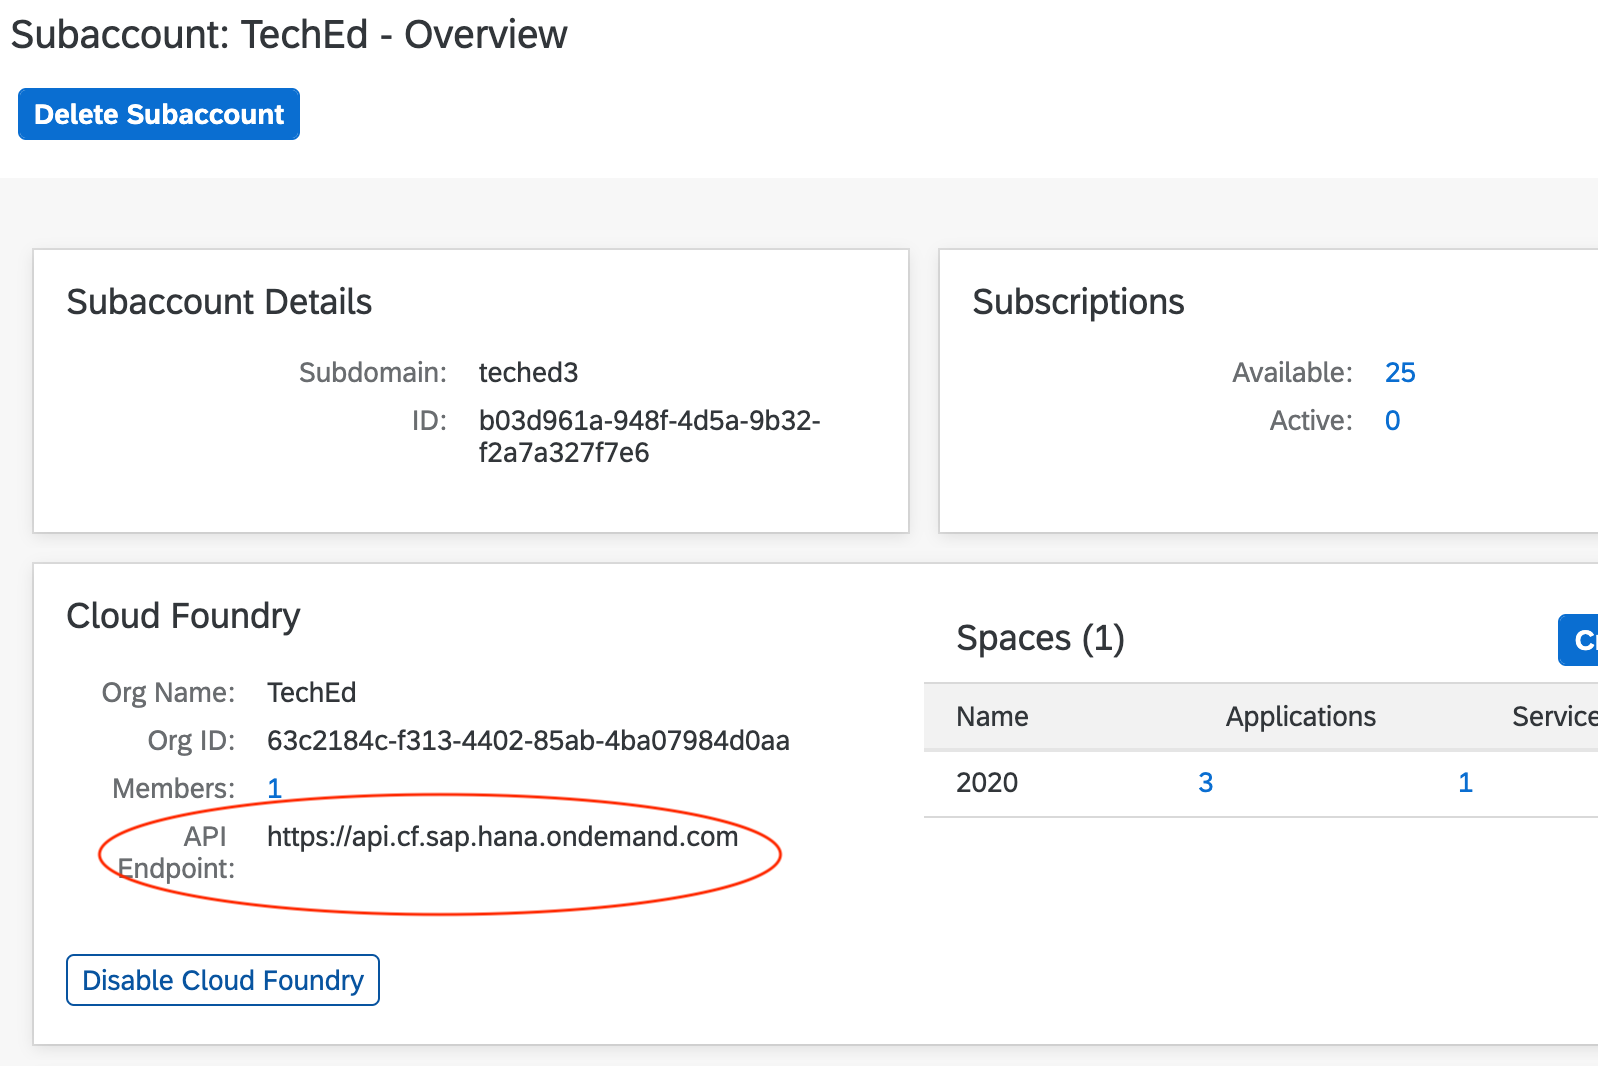 Subaccount: TechEd - Overview
Delete Subaccount
Subaccount Details
Subdomain: teched3
ID: b03d961a-948f-4d5a-9b32-
f2a7a327f7e6
Subscriptions
Available: 25
Active: 0
Cloud Foundry
Org Name: TechEd
Org ID: 63c2184c-f313-4402-85ab-4ba07984d0aa
Members: 1
API https://api.cf.sap.hana.ondemand.com
Endpoint:
Disable Cloud Foundry
Spaces (1)
Name Applications Service
2020 3 1